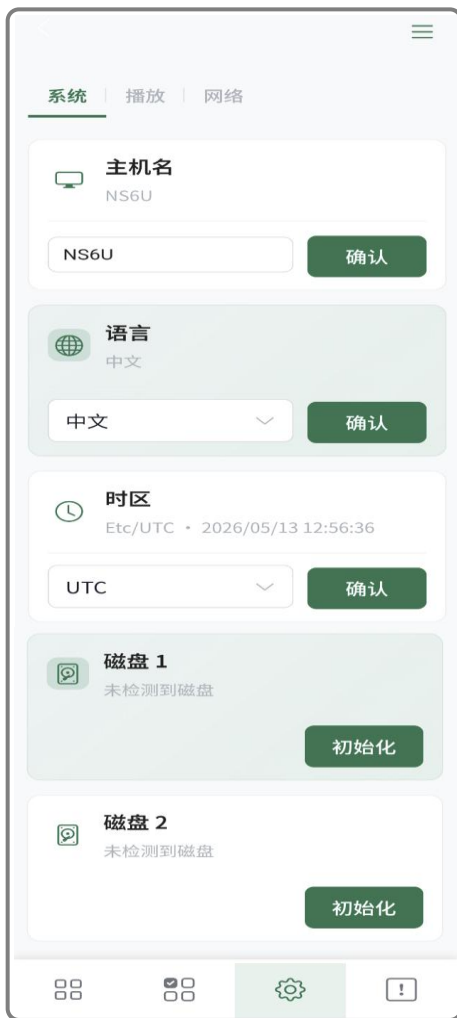 系统 播放 网络
主机名
NS6U
NS6U
确认
语言
中文
中文
确认
时区
Etc/UTC • 2026/05/13 12:56:36
UTC
确认
磁盘 1
未检测到磁盘
初始化
磁盘 2
未检测到磁盘
初始化